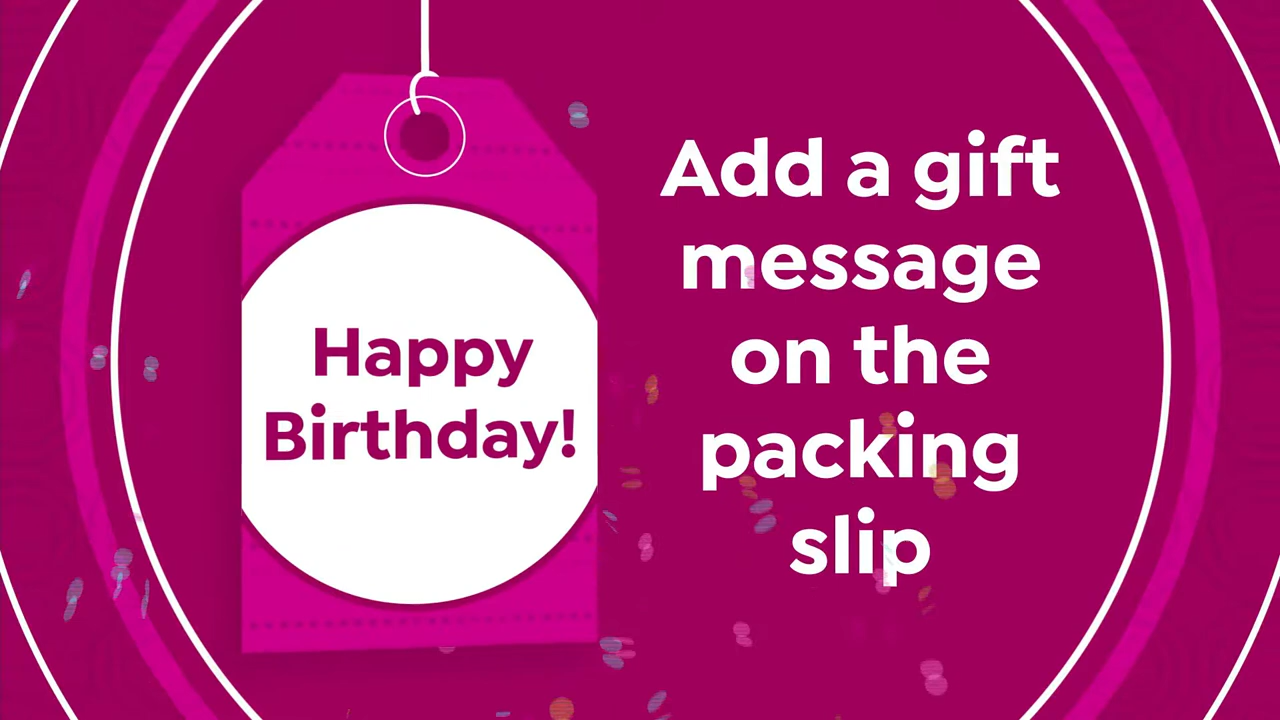 Happy
Birthday!
Add a gift
message
on the
packing
slip